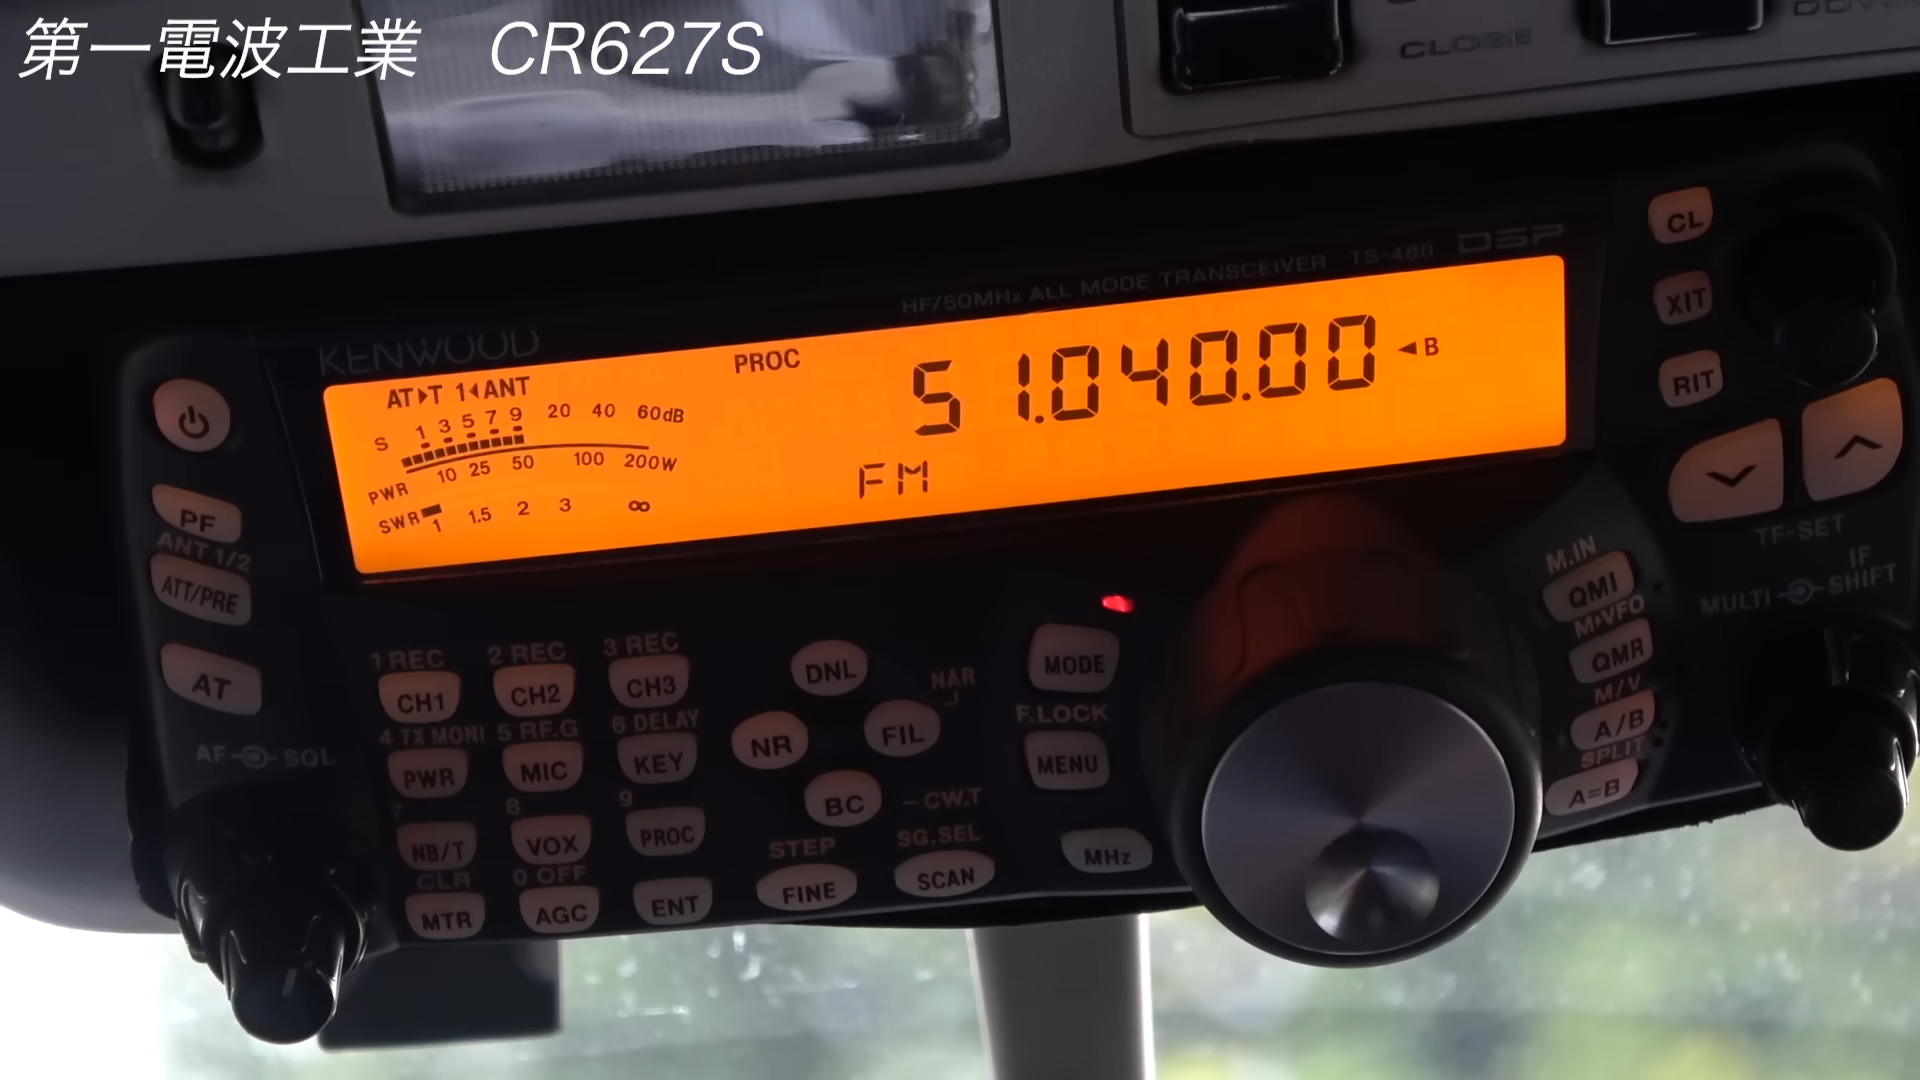 第一電波工業 CR627S
CLOSE
DOWN
HF/50MHz ALL MODE TRANSCEIVER TS-480 DSP
KENWOOD
CL
XIT
RIT
AT▶T 1◀ANT
PROC
51.040.00 ◀B
S 1 3 5 7 9 20 40 60dB
PWR 10 25 50 100 200W
SWR 1 1.5 2 3 ∞
FM
PF
ANT 1/2
ATT/PRE
AT
AF SQL
1 REC 2 REC 3 REC
CH1 CH2 CH3
4 TX MONI 5 RF.G 6 DELAY
PWR MIC KEY
7 8 9
NB/T VOX PROC
CLR 0 OFF
MTR AGC ENT
DNL
NAR
NR FIL
BC
CW.T
STEP SG.SEL
FINE SCAN
MODE
F.LOCK
MENU
MHz
TF-SET
MULTI IF SHIFT
M.IN
QMI
M▶VFO
QMR
M/V
A/B
SPLIT
A=B